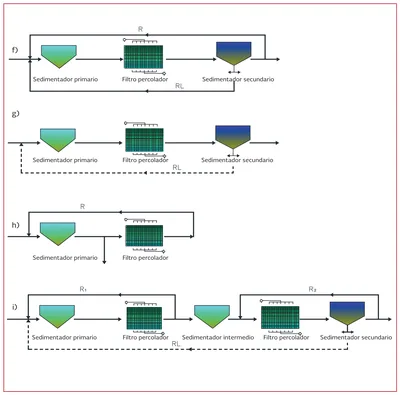 R
f)
Sedimentador primario Filtro percolador Sedimentador secundario
RL
g)
Sedimentador primario Filtro percolador Sedimentador secundario
RL
R
h)
Sedimentador primario Filtro percolador
R₁ R₂
i)
Sedimentador primario Filtro percolador Sedimentador intermedio Filtro percolador Sedimentador secundario
RL